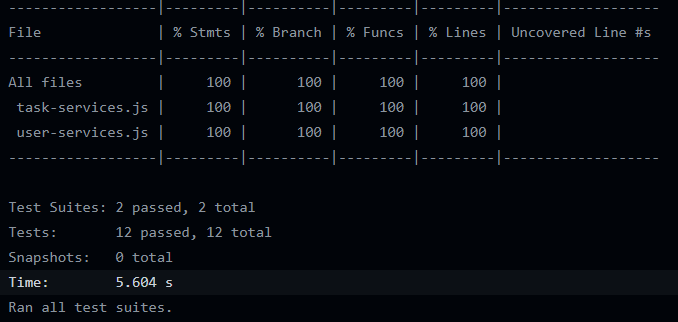 ------------------|---------|----------|---------|---------|-------------------
File              | % Stmts | % Branch | % Funcs | % Lines | Uncovered Line #s
------------------|---------|----------|---------|---------|-------------------
All files         |     100 |      100 |     100 |     100 |
 task-services.js |     100 |      100 |     100 |     100 |
 user-services.js |     100 |      100 |     100 |     100 |
------------------|---------|----------|---------|---------|-------------------
Test Suites: 2 passed, 2 total
Tests:       12 passed, 12 total
Snapshots:   0 total
Time:        5.604 s
Ran all test suites.